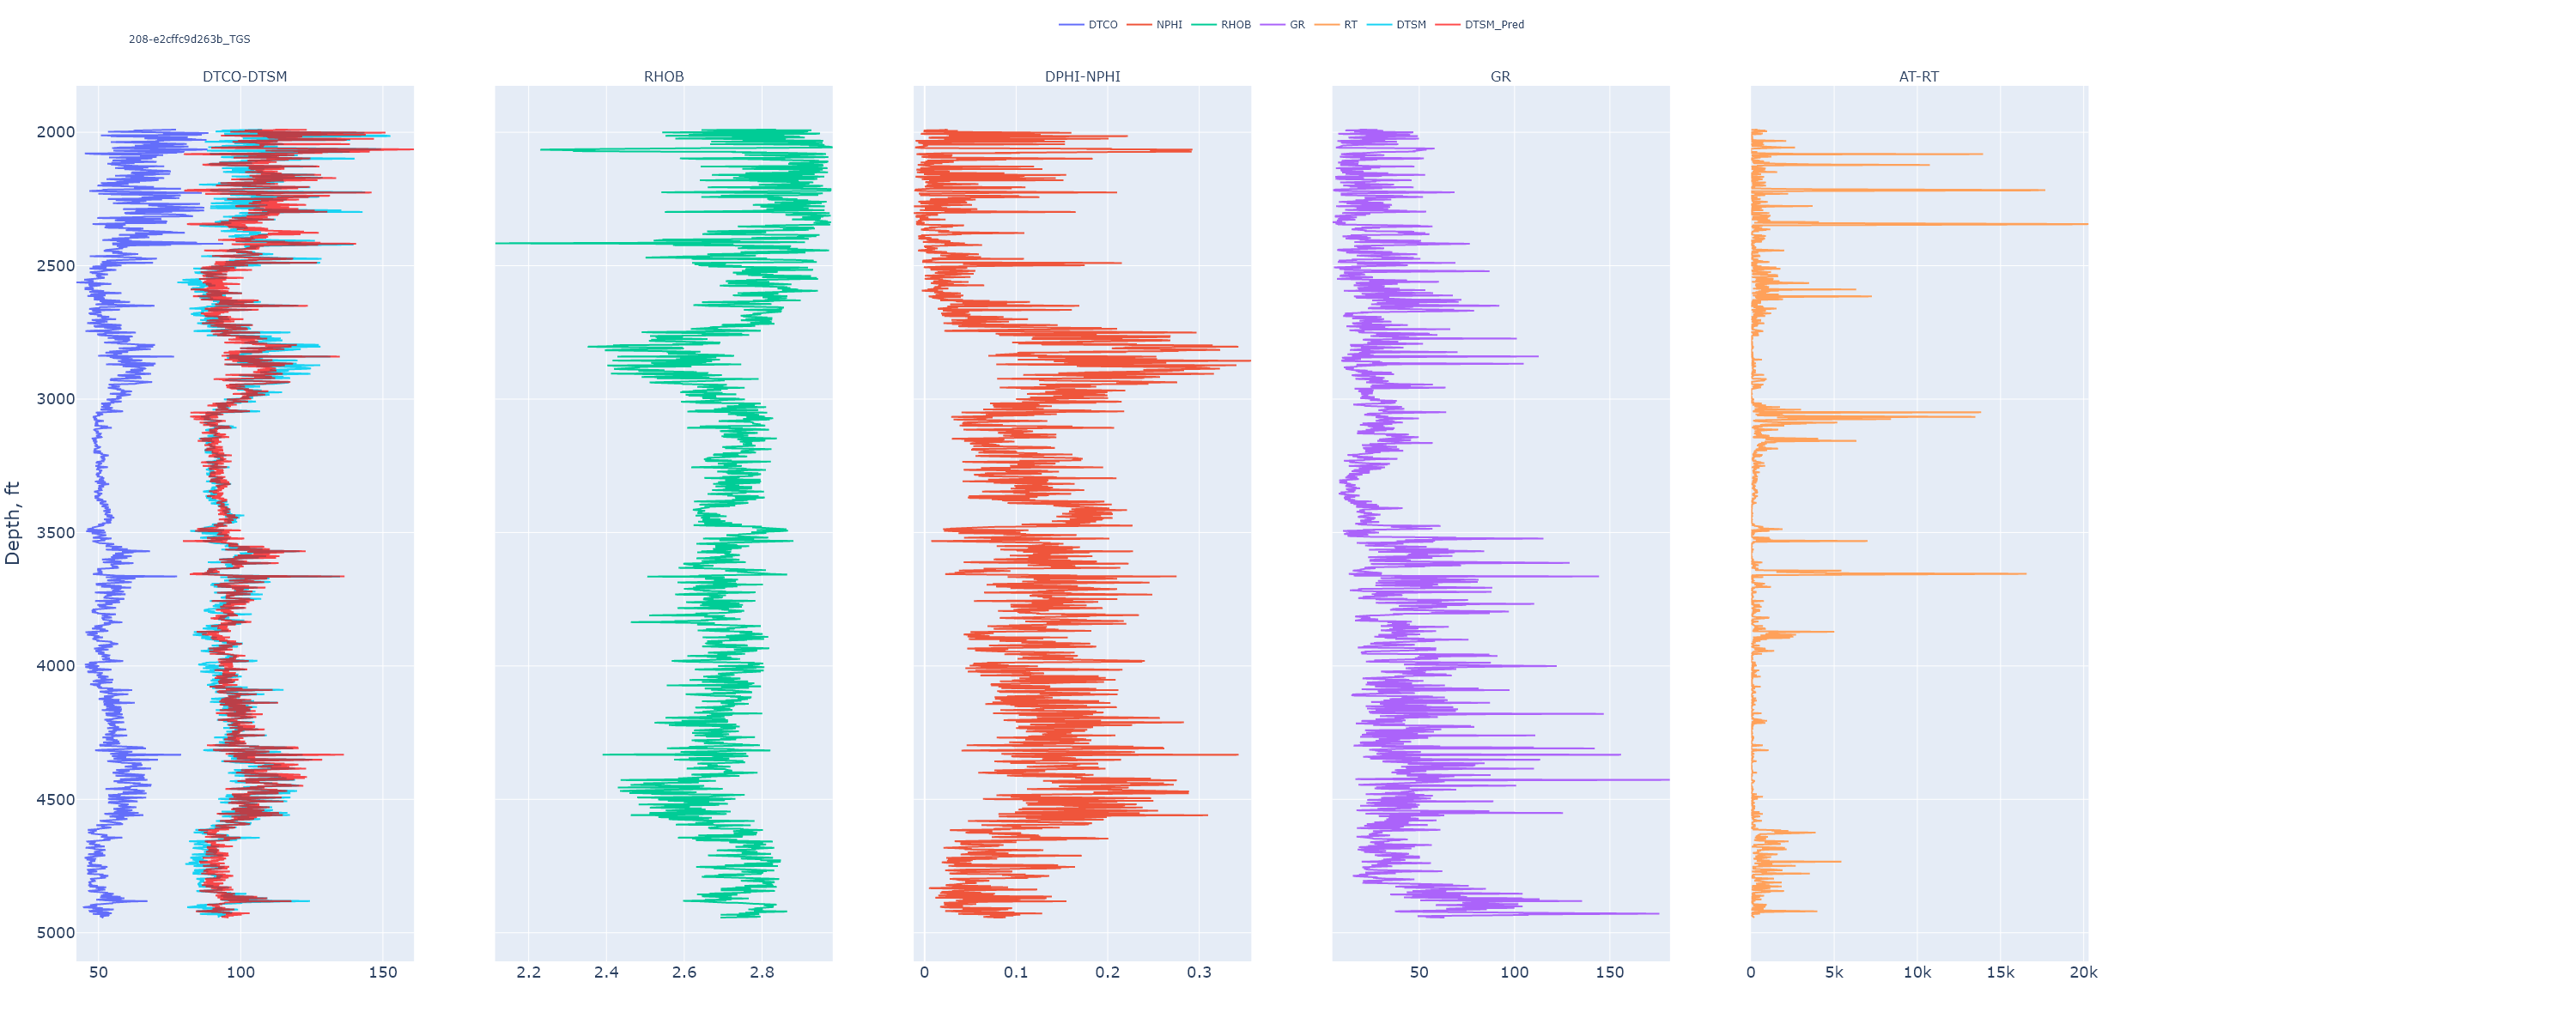 DTCO NPHI RHOB GR RT DTSM DTSM_Pred
208-e2cffc9d263b_TGS
DTCO-DTSM RHOB DPHI-NPHI GR AT-RT
Depth, ft
2000
2500
3000
3500
4000
4500
5000
50 100 150 2.2 2.4 2.6 2.8 0 0.1 0.2 0.3 50 100 150 0 5k 10k 15k 20k